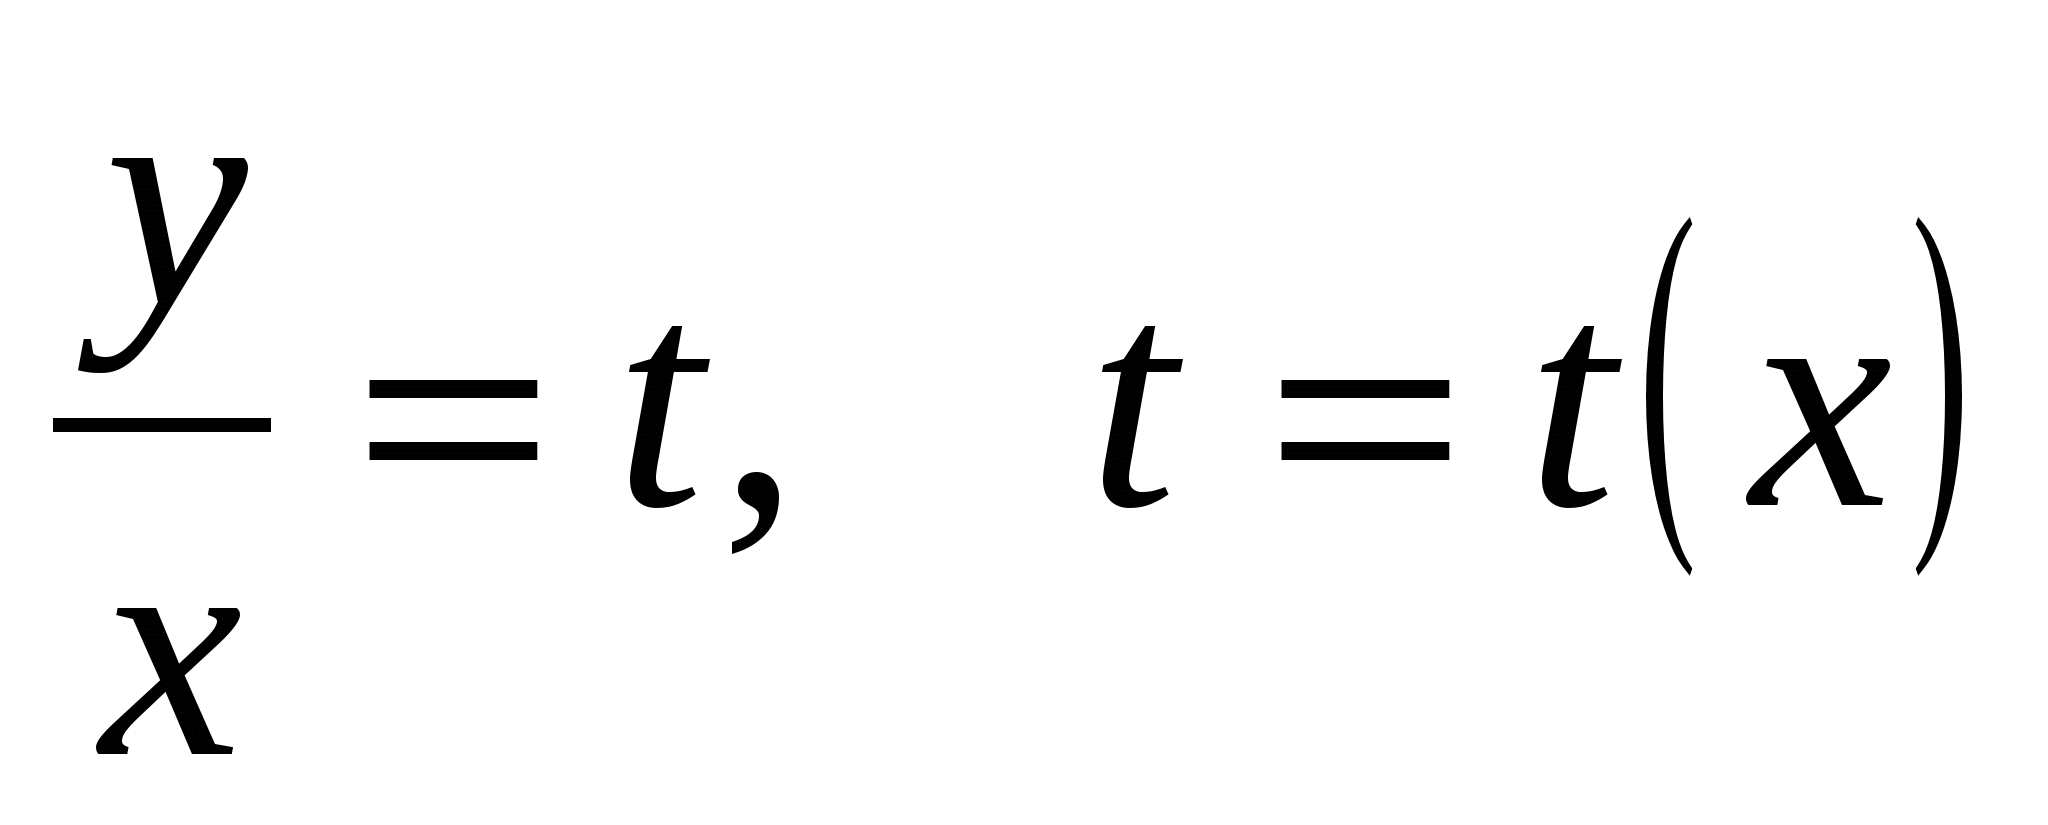 y/x = t, t = t(x)